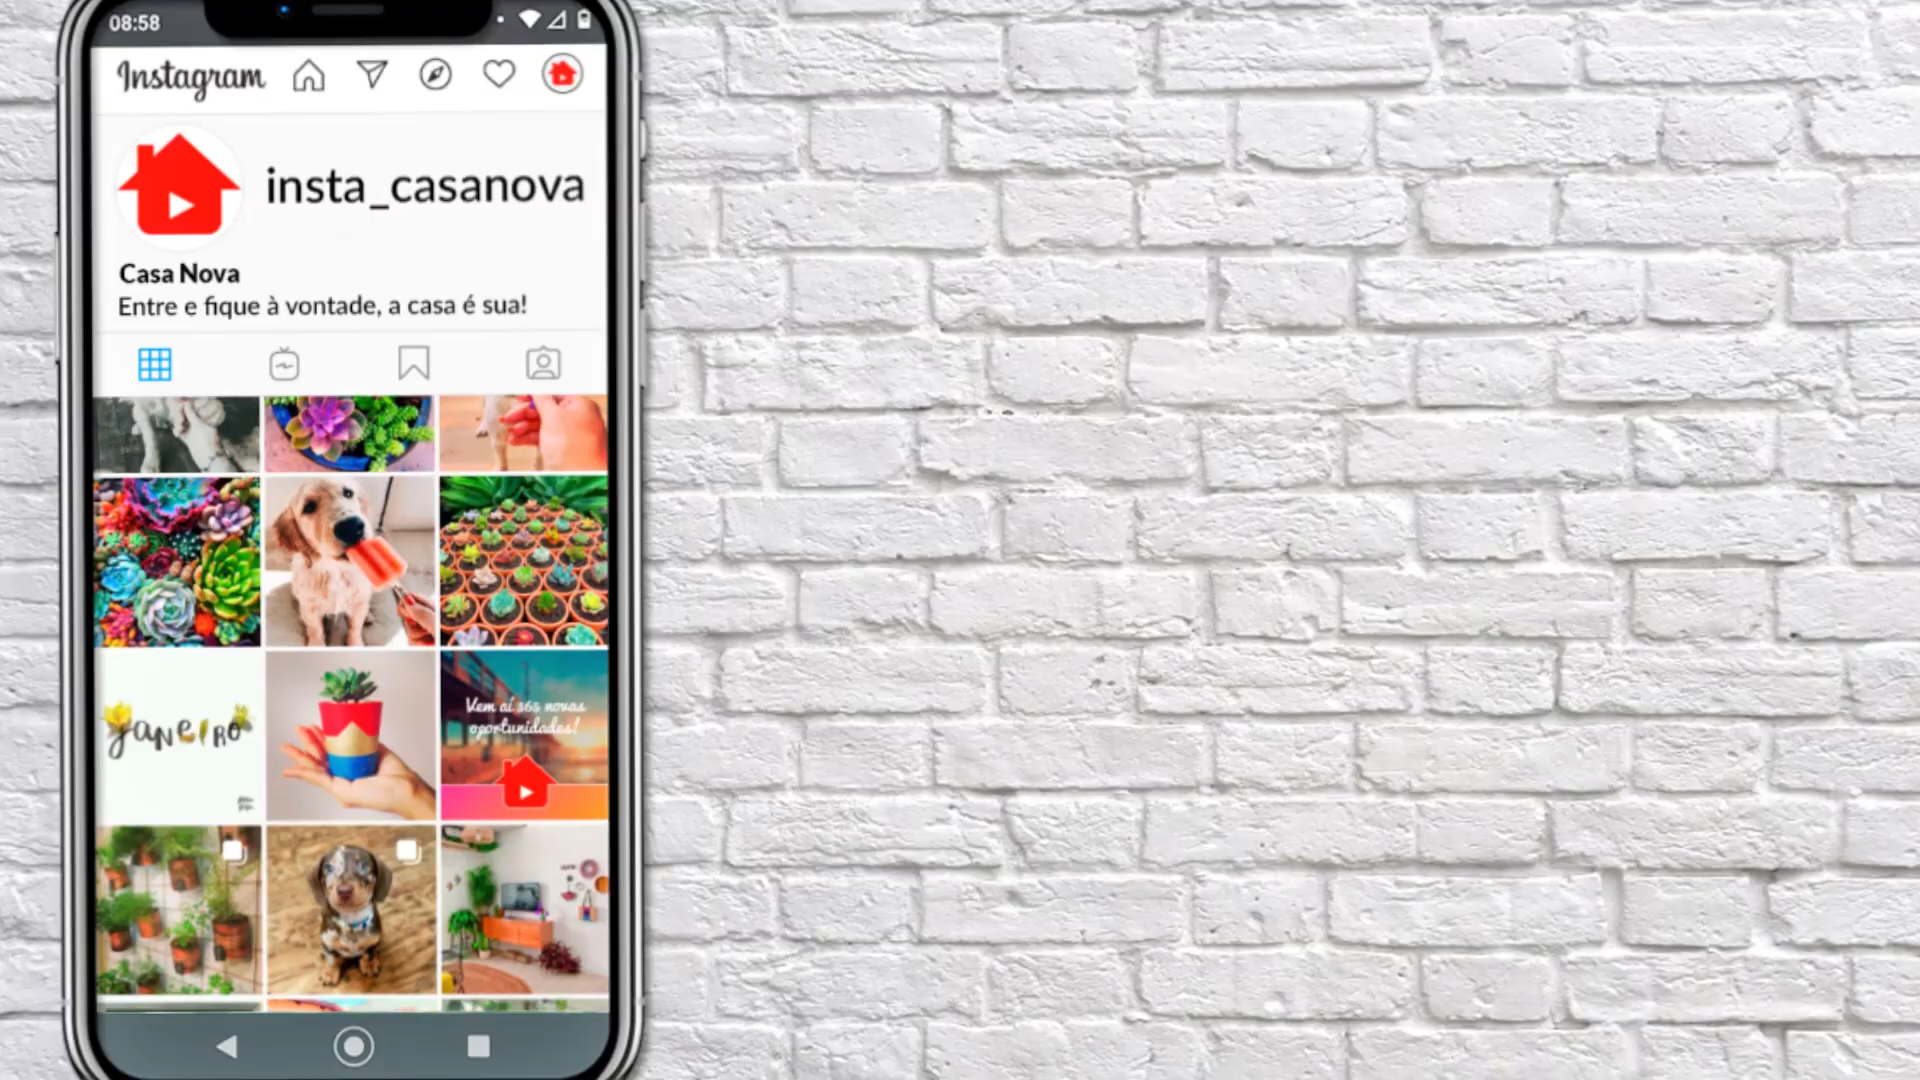 08:58
Instagram
insta_casanova
Casa Nova
Entre e fique à vontade, a casa é sua!
JANEIRO
Vem aí 365 novas
oportunidades!